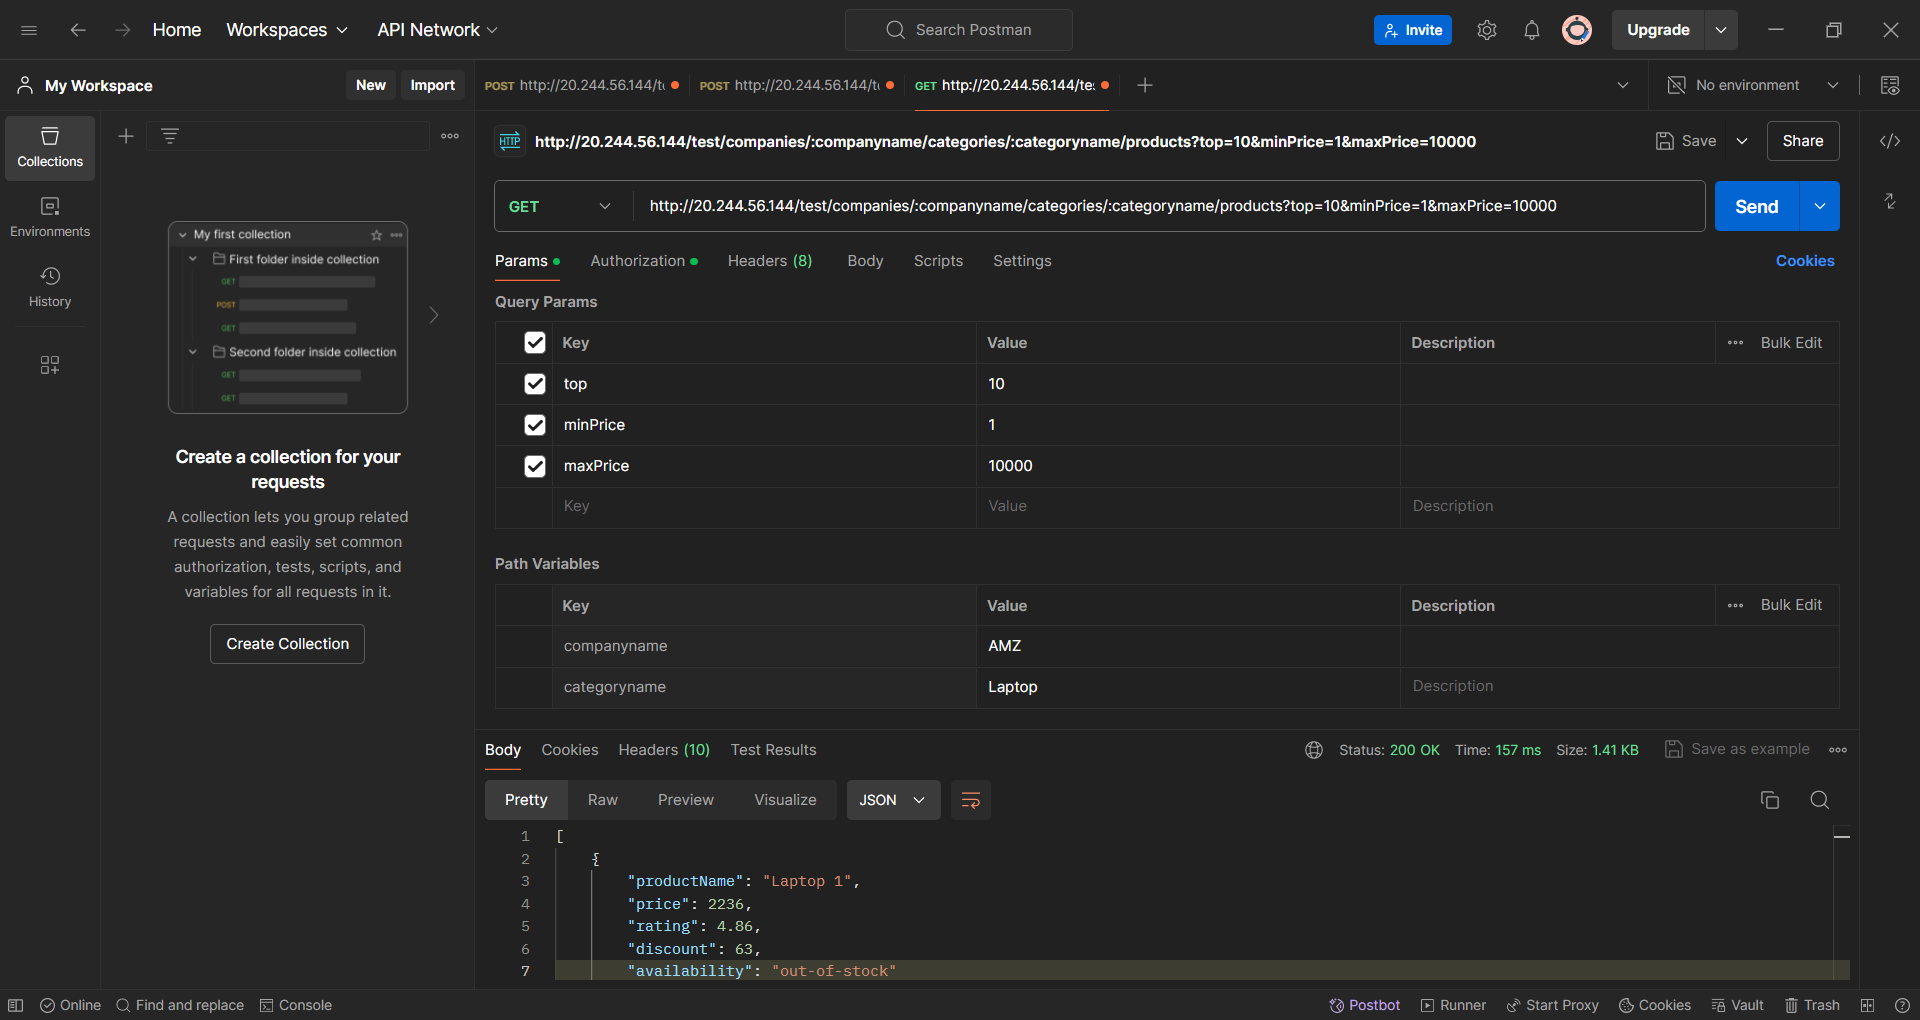 Home
Workspaces
API Network
Search Postman
Invite
Upgrade
My Workspace
New
Import
POST http://20.244.56.144/t
POST http://20.244.56.144/t
GET http://20.244.56.144/te
No environment
Collections
Environments
History
My first collection
First folder inside collection
GET
POST
GET
Second folder inside collection
GET
GET
Create a collection for your
requests
A collection lets you group related
requests and easily set common
authorization, tests, scripts, and
variables for all requests in it.
Create Collection
HTTP
http://20.244.56.144/test/companies/:companyname/categories/:categoryname/products?top=10&minPrice=1&maxPrice=10000
Save
Share
GET
http://20.244.56.144/test/companies/:companyname/categories/:categoryname/products?top=10&minPrice=1&maxPrice=10000
Send
Params
Authorization
Headers (8)
Body
Scripts
Settings
Cookies
Query Params
Key Value Description Bulk Edit
top 10
minPrice 1
maxPrice 10000
Key Value Description
Path Variables
Key Value Description Bulk Edit
companyname AMZ
categoryname Laptop Description
Body
Cookies
Headers (10)
Test Results
Status: 200 OK
Time: 157 ms
Size: 1.41 KB
Save as example
Pretty
Raw
Preview
Visualize
JSON
1 [
2 {
3 "productName": "Laptop 1",
4 "price": 2236,
5 "rating": 4.86,
6 "discount": 63,
7 "availability": "out-of-stock"
Online
Find and replace
Console
Postbot
Runner
Start Proxy
Cookies
Vault
Trash